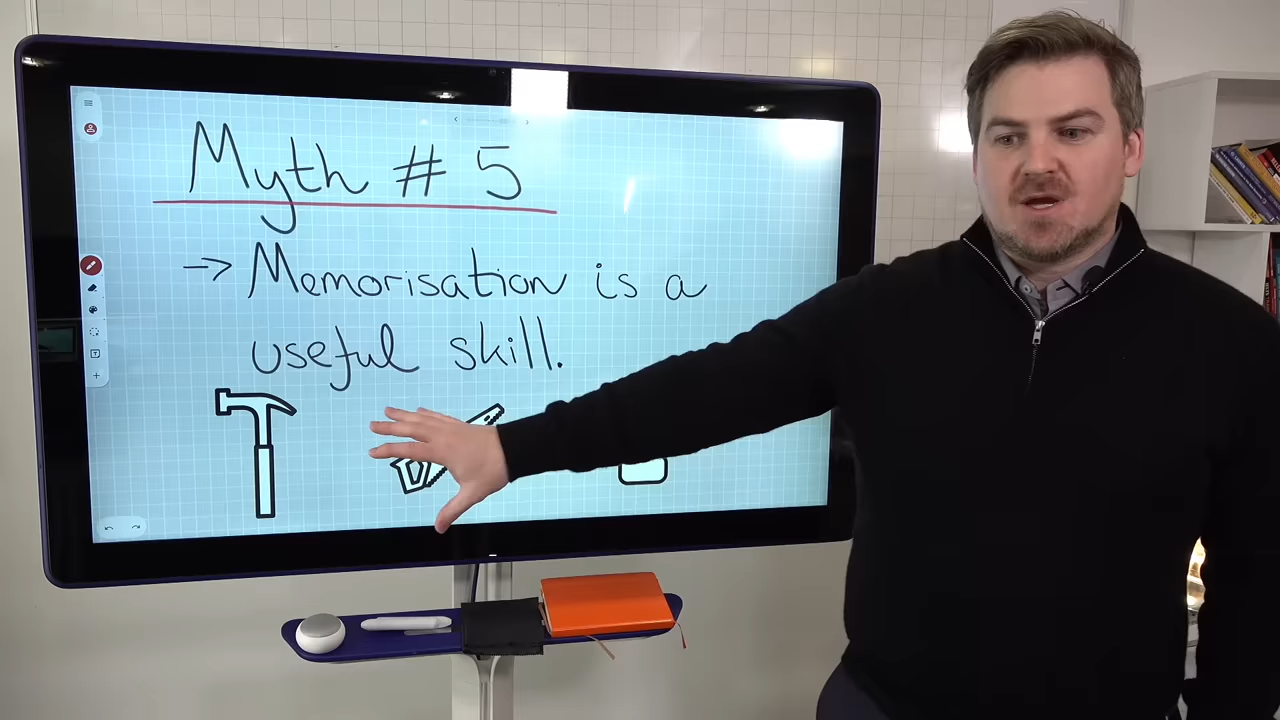 Myth # 5
→ Memorisation is a
useful skill.